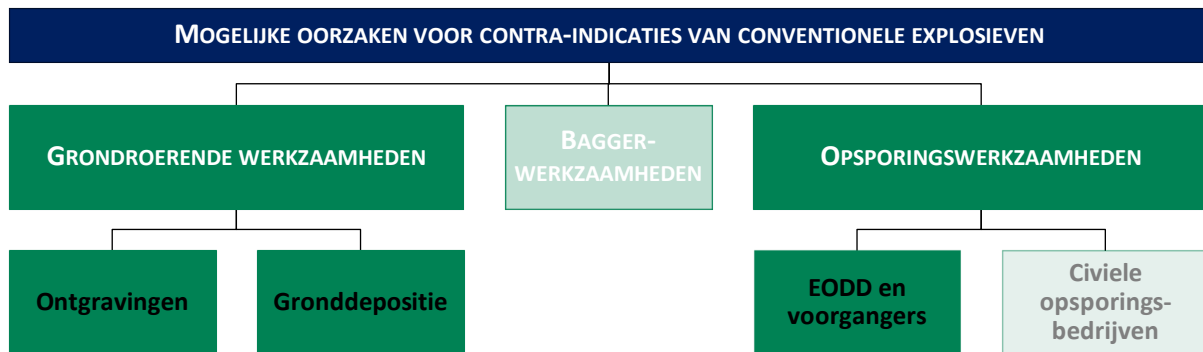 MOGELIJKE OORZAKEN VOOR CONTRA-INDICATIES VAN CONVENTIONELE EXPLOSIEVEN
GRONDROERENDE WERKZAAMHEDEN
BAGGER-
WERKZAAMHEDEN
OPSPORINGSWERKZAAMHEDEN
Ontgravingen
Gronddepositie
EODD en
voorgangers
Civiele
opsporings-
bedrijven